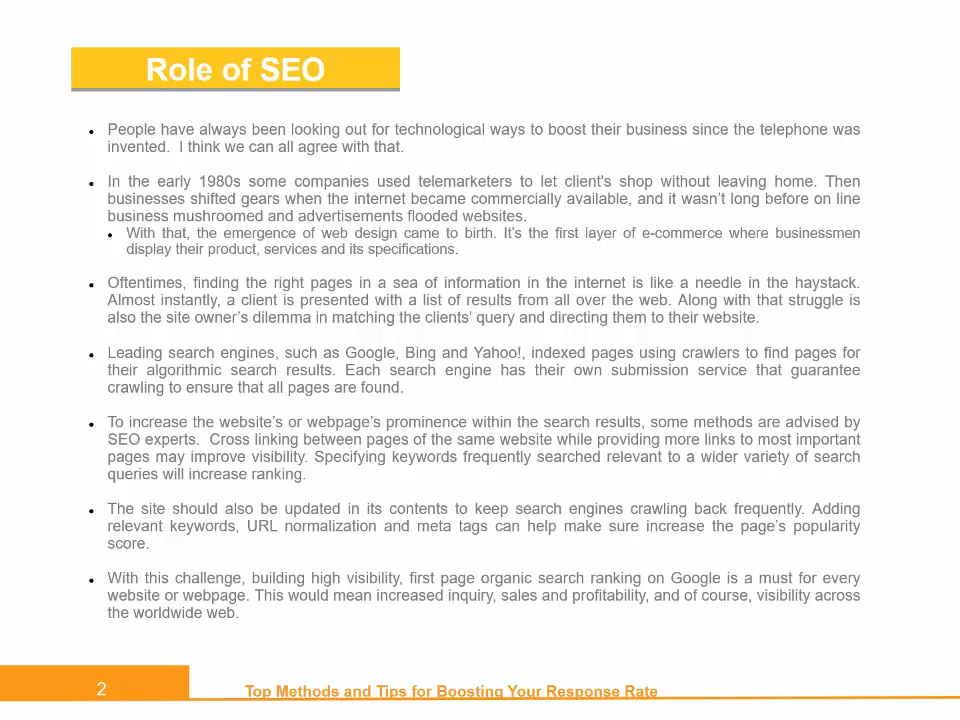 Role of SEO
People have always been looking out for technological ways to boost their business since the telephone was
invented.  I think we can all agree with that.
In the early 1980s some companies used telemarketers to let client's shop without leaving home. Then
businesses shifted gears when the internet became commercially available, and it wasn’t long before on line
business mushroomed and advertisements flooded websites.
With that, the emergence of web design came to birth. It’s the first layer of e-commerce where businessmen
display their product, services and its specifications.
Oftentimes, finding the right pages in a sea of information in the internet is like a needle in the haystack.
Almost instantly, a client is presented with a list of results from all over the web. Along with that struggle is
also the site owner’s dilemma in matching the clients' query and directing them to their website.
Leading search engines, such as Google, Bing and Yahoo!, indexed pages using crawlers to find pages for
their algorithmic search results. Each search engine has their own submission service that guarantee
crawling to ensure that all pages are found.
To increase the website’s or webpage’s prominence within the search results, some methods are advised by
SEO experts.  Cross linking between pages of the same website while providing more links to most important
pages may improve visibility. Specifying keywords frequently searched relevant to a wider variety of search
queries will increase ranking.
The site should also be updated in its contents to keep search engines crawling back frequently. Adding
relevant keywords, URL normalization and meta tags can help make sure increase the page’s popularity
score.
With this challenge, building high visibility, first page organic search ranking on Google is a must for every
website or webpage. This would mean increased inquiry, sales and profitability, and of course, visibility across
the worldwide web.
2
Top Methods and Tips for Boosting Your Response Rate